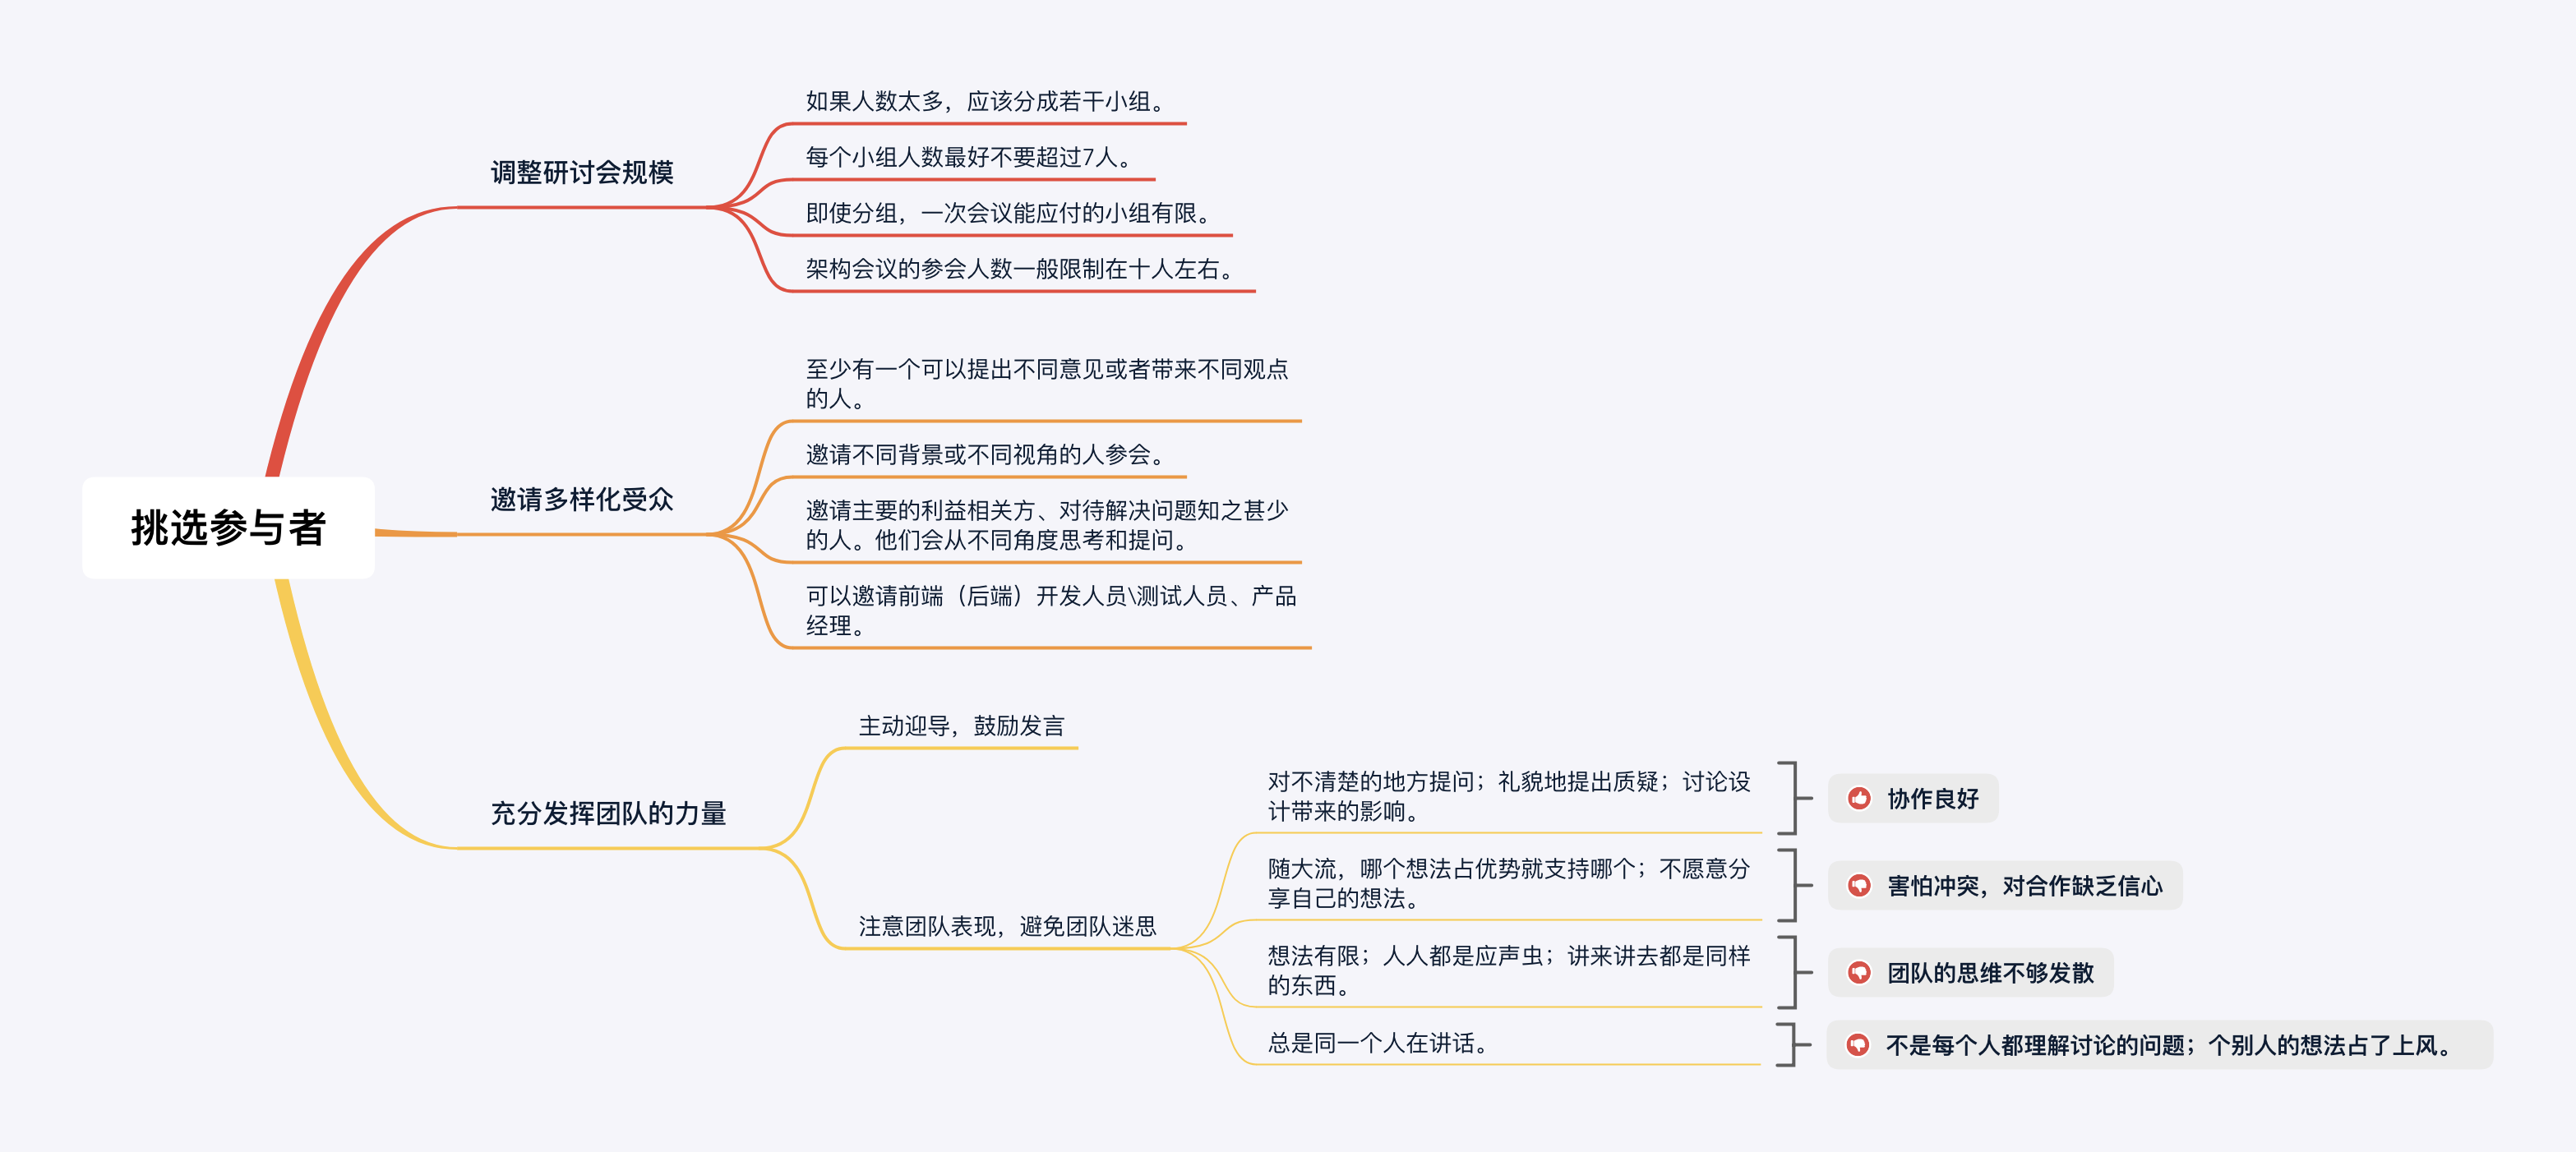 挑选参与者
调整研讨会规模
如果人数太多，应该分成若干小组。
每个小组人数最好不要超过7人。
即使分组，一次会议能应付的小组有限。
架构会议的参会人数一般限制在十人左右。
邀请多样化受众
至少有一个可以提出不同意见或者带来不同观点
的人。
邀请不同背景或不同视角的人参会。
邀请主要的利益相关方、对待解决问题知之甚少
的人。他们会从不同角度思考和提问。
可以邀请前端（后端）开发人员\测试人员、产品
经理。
充分发挥团队的力量
主动迎导，鼓励发言
注意团队表现，避免团队迷思
对不清楚的地方提问；礼貌地提出质疑；讨论设
计带来的影响。
协作良好
随大流，哪个想法占优势就支持哪个；不愿意分
享自己的想法。
害怕冲突，对合作缺乏信心
想法有限；人人都是应声虫；讲来讲去都是同样
的东西。
团队的思维不够发散
总是同一个人在讲话。
不是每个人都理解讨论的问题；个别人的想法占了上风。